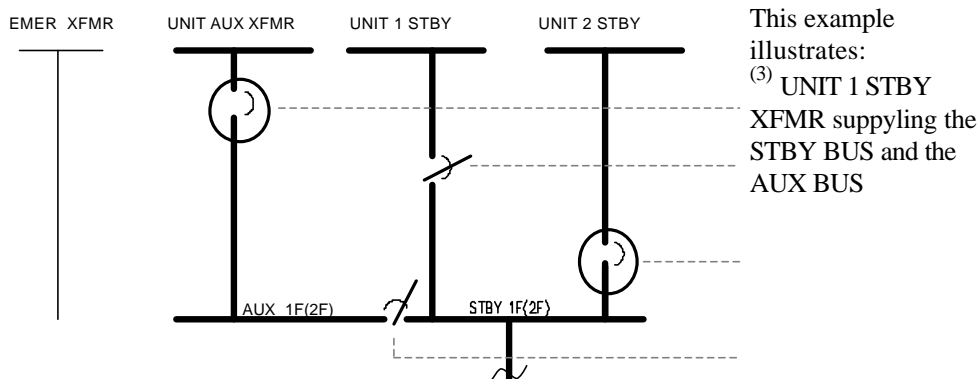 EMER XFMR
UNIT AUX XFMR
UNIT 1 STBY
UNIT 2 STBY
This example
illustrates:
(3) UNIT 1 STBY
XFMR suppyling the
STBY BUS and the
AUX BUS
AUX 1F(2F)
STBY 1F(2F)